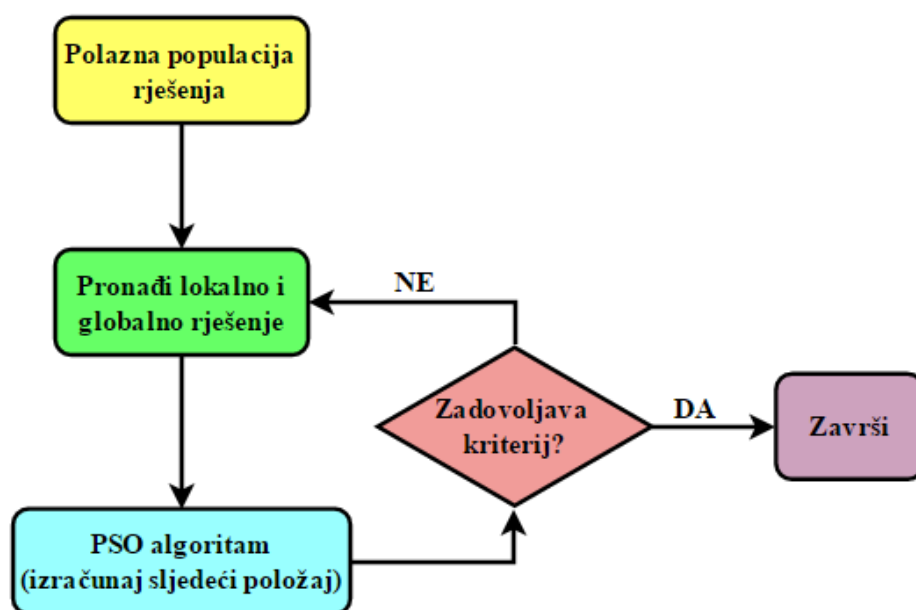 Polazna populacija
rješenja
Pronađi lokalno i
globalno rješenje
NE
Zadovoljava
kriterij?
DA
Završi
PSO algoritam
(izračunaj sljedeći položaj)